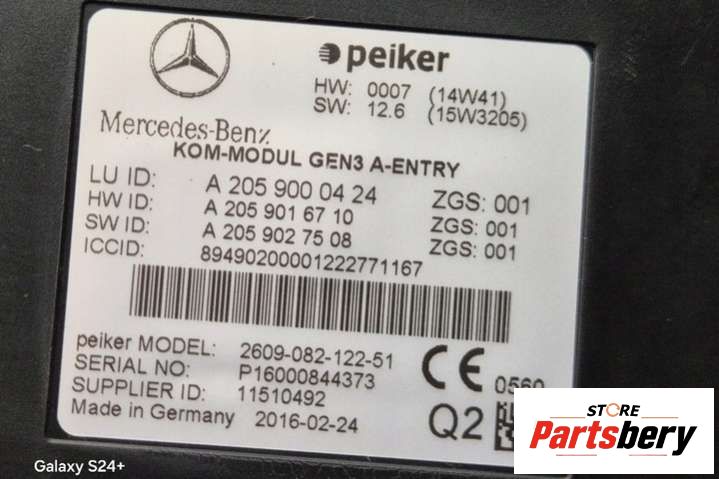 peiker
HW: 0007 (14W41)
SW: 12.6 (15W3205)
Mercedes-Benz
KOM-MODUL GEN3 A-ENTRY
LU ID: A 205 900 04 24 ZGS: 001
HW ID: A 205 901 67 10 ZGS: 001
SW ID: A 205 902 75 08 ZGS: 001
ICCID: 89490200001222771167
peiker MODEL: 2609-082-122-51
SERIAL NO: P16000844373
SUPPLIER ID: 11510492
Made in Germany 2016-02-24
CE 0560
Q2
STORE
Partsbery
Galaxy S24+